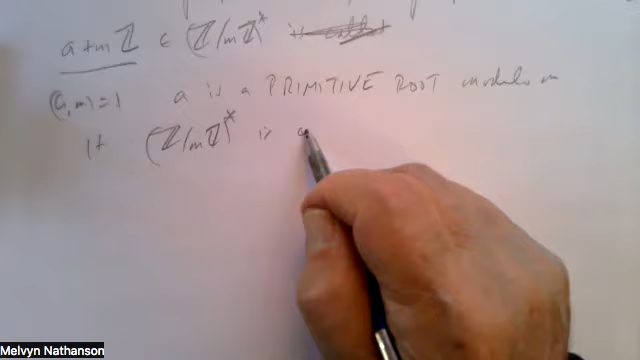 a + mℤ ∈ (ℤ/mℤ)^×
(a,m)=1 a is a PRIMITIVE ROOT modulo m
if (ℤ/mℤ)^× is a
Melvyn Nathanson